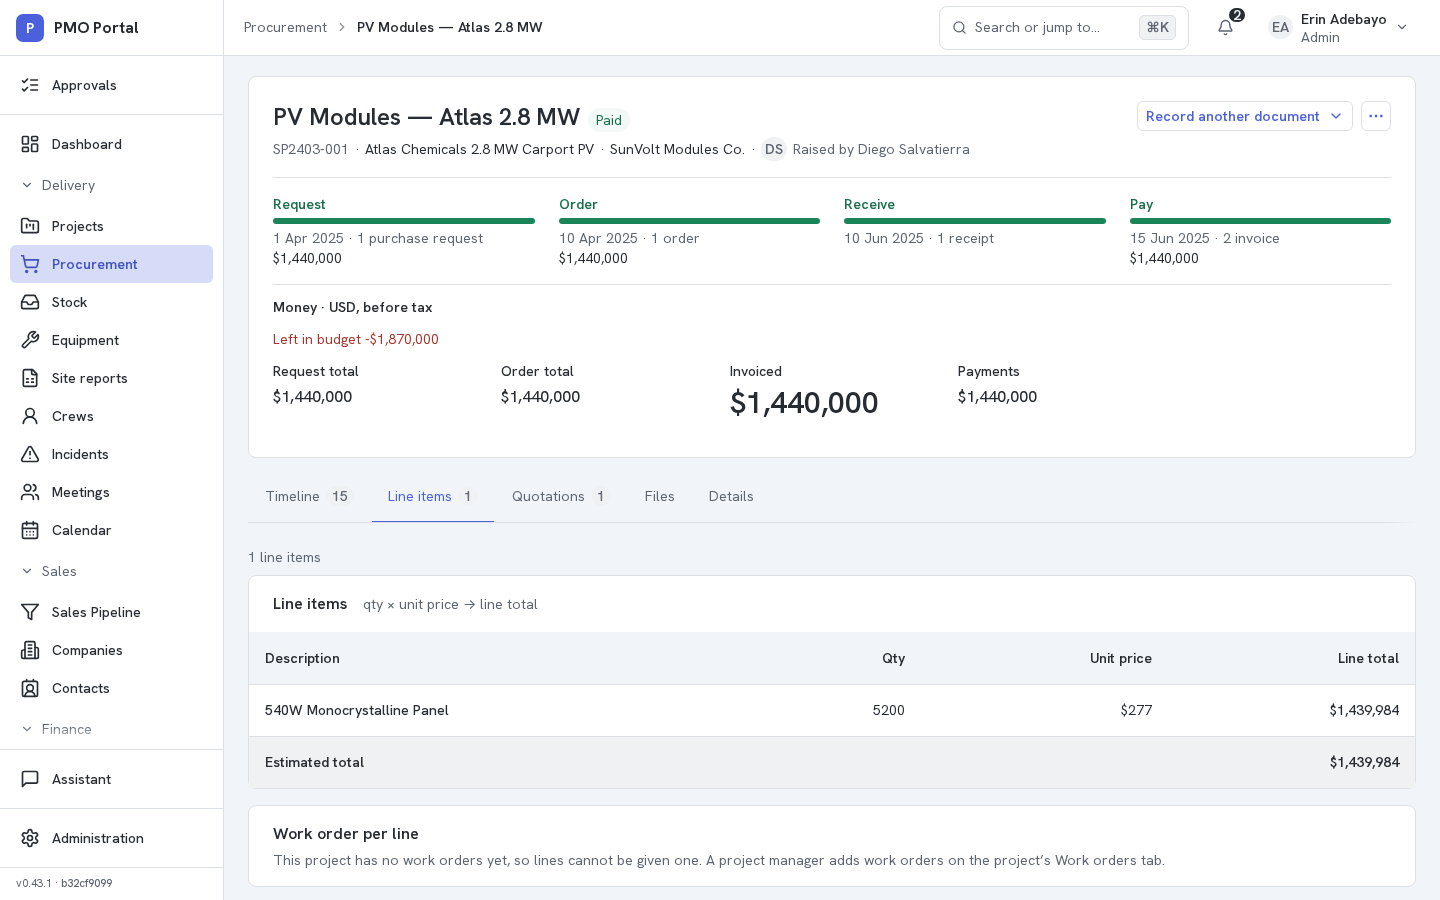 P PMO Portal
Procurement > PV Modules — Atlas 2.8 MW
Search or jump to... ⌘K
2
EA Erin Adebayo
Admin
Approvals
Dashboard
Delivery
Projects
Procurement
Stock
Equipment
Site reports
Crews
Incidents
Meetings
Calendar
Sales
Sales Pipeline
Companies
Contacts
Finance
Assistant
Administration
v0.43.1 · b32cf9099
PV Modules — Atlas 2.8 MW Paid
Record another document
SP2403-001 · Atlas Chemicals 2.8 MW Carport PV · SunVolt Modules Co. · DS Raised by Diego Salvatierra
Request
1 Apr 2025 · 1 purchase request
$1,440,000
Order
10 Apr 2025 · 1 order
$1,440,000
Receive
10 Jun 2025 · 1 receipt
Pay
15 Jun 2025 · 2 invoice
$1,440,000
Money · USD, before tax
Left in budget -$1,870,000
Request total
$1,440,000
Order total
$1,440,000
Invoiced
$1,440,000
Payments
$1,440,000
Timeline 15 Line items 1 Quotations 1 Files Details
1 line items
Line items qty × unit price → line total
Description Qty Unit price Line total
540W Monocrystalline Panel 5200 $277 $1,439,984
Estimated total $1,439,984
Work order per line
This project has no work orders yet, so lines cannot be given one. A project manager adds work orders on the project’s Work orders tab.